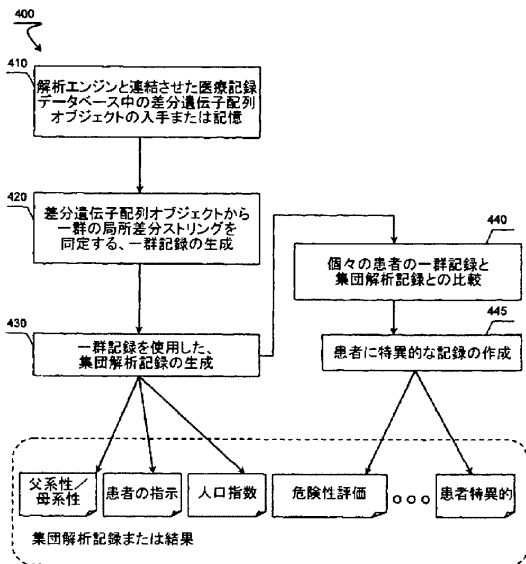 400
410
解析エンジンと連結させた医療記録
データベース中の差分遺伝子配列
オブジェクトの入手または記憶
420
差分遺伝子配列オブジェクトから
一群の局所差分ストリングを
同定する、一群記録の生成
430
一群記録を使用した、
集団解析記録の生成
440
個々の患者の一群記録と
集団解析記録との比較
445
患者に特異的な記録の作成
父系性/
母系性
患者の指示
人口指数
危険性評価
患者特異的
集団解析記録または結果